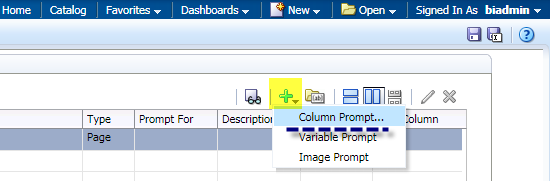 Home Catalog Favorites Dashboards New Open Signed In As biadmin
Type Prompt For Description Column
Page
Column Prompt...
Variable Prompt
Image Prompt